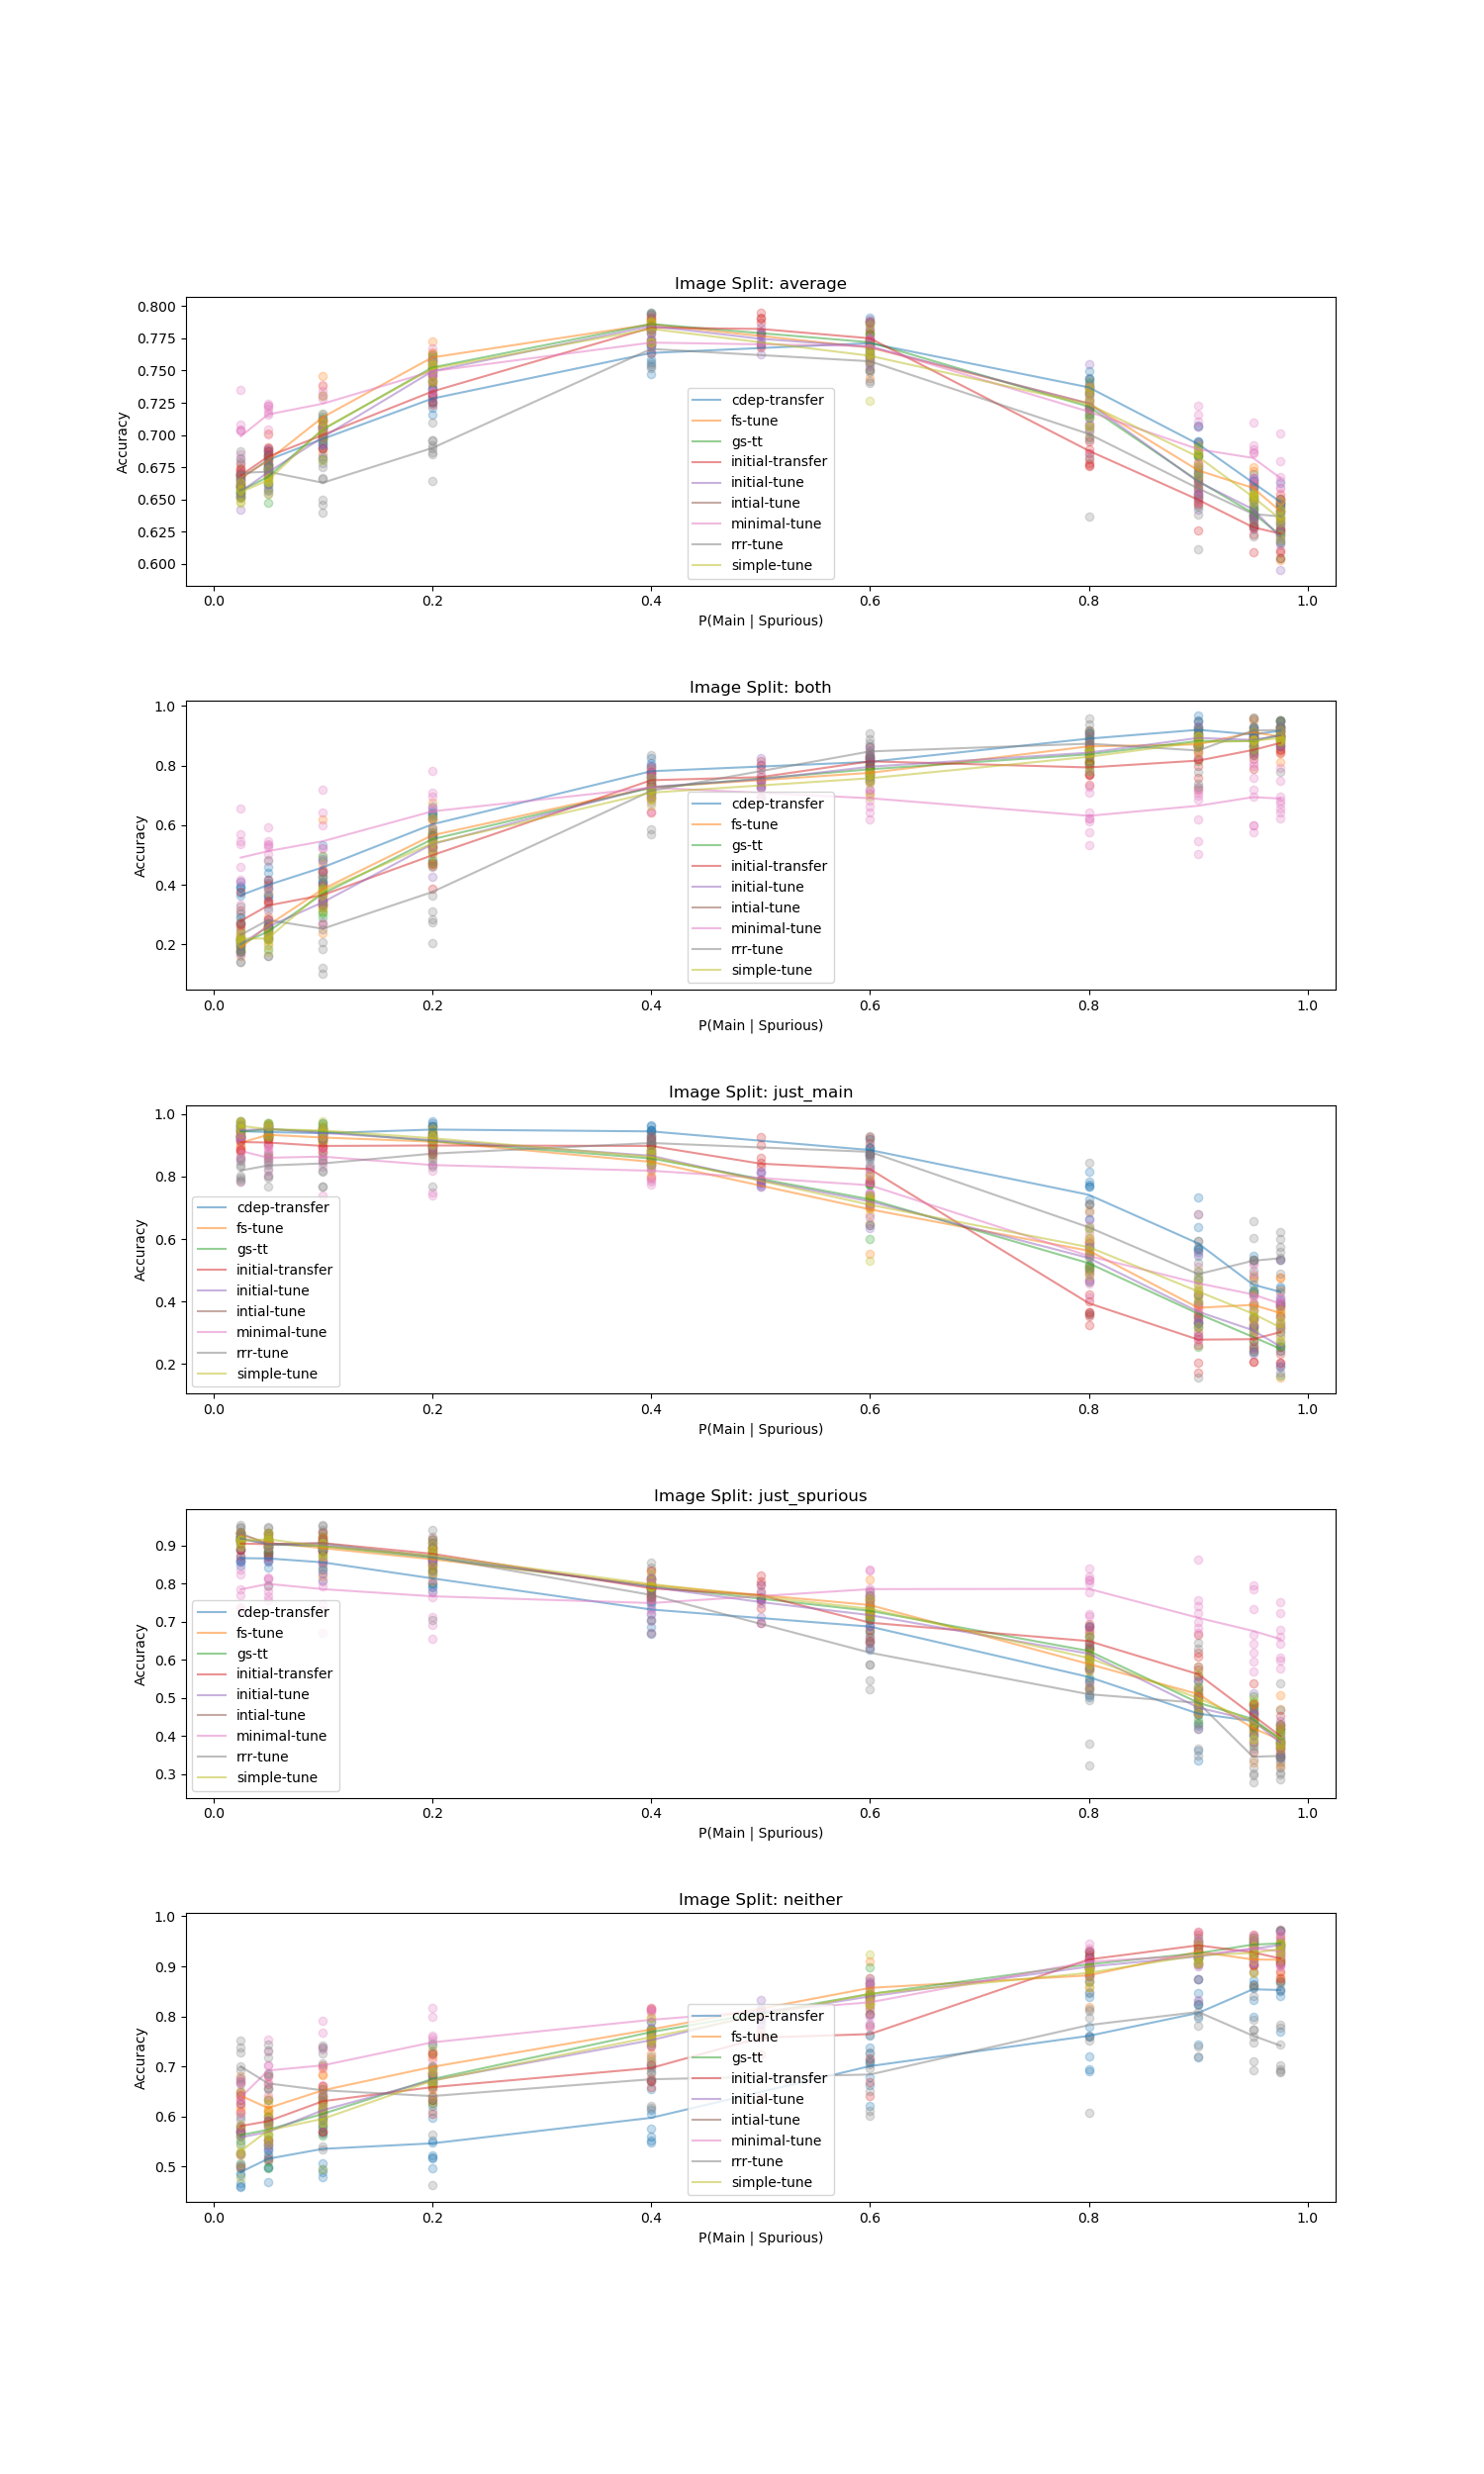 Image Split: average
0.800
0.775
0.750
0.725
0.700
0.675
0.650
0.625
0.600
Accuracy
cdep-transfer
fs-tune
gs-tt
initial-transfer
initial-tune
intial-tune
minimal-tune
rrr-tune
simple-tune
0.0 0.2 0.4 0.6 0.8 1.0
P(Main | Spurious)
Image Split: both
1.0
0.8
0.6
0.4
0.2
Accuracy
cdep-transfer
fs-tune
gs-tt
initial-transfer
initial-tune
intial-tune
minimal-tune
rrr-tune
simple-tune
0.0 0.2 0.4 0.6 0.8 1.0
P(Main | Spurious)
Image Split: just_main
1.0
0.8
0.6
0.4
0.2
Accuracy
cdep-transfer
fs-tune
gs-tt
initial-transfer
initial-tune
intial-tune
minimal-tune
rrr-tune
simple-tune
0.0 0.2 0.4 0.6 0.8 1.0
P(Main | Spurious)
Image Split: just_spurious
0.9
0.8
0.7
0.6
0.5
0.4
0.3
Accuracy
cdep-transfer
fs-tune
gs-tt
initial-transfer
initial-tune
intial-tune
minimal-tune
rrr-tune
simple-tune
0.0 0.2 0.4 0.6 0.8 1.0
P(Main | Spurious)
Image Split: neither
1.0
0.9
0.8
0.7
0.6
0.5
Accuracy
cdep-transfer
fs-tune
gs-tt
initial-transfer
initial-tune
intial-tune
minimal-tune
rrr-tune
simple-tune
0.0 0.2 0.4 0.6 0.8 1.0
P(Main | Spurious)